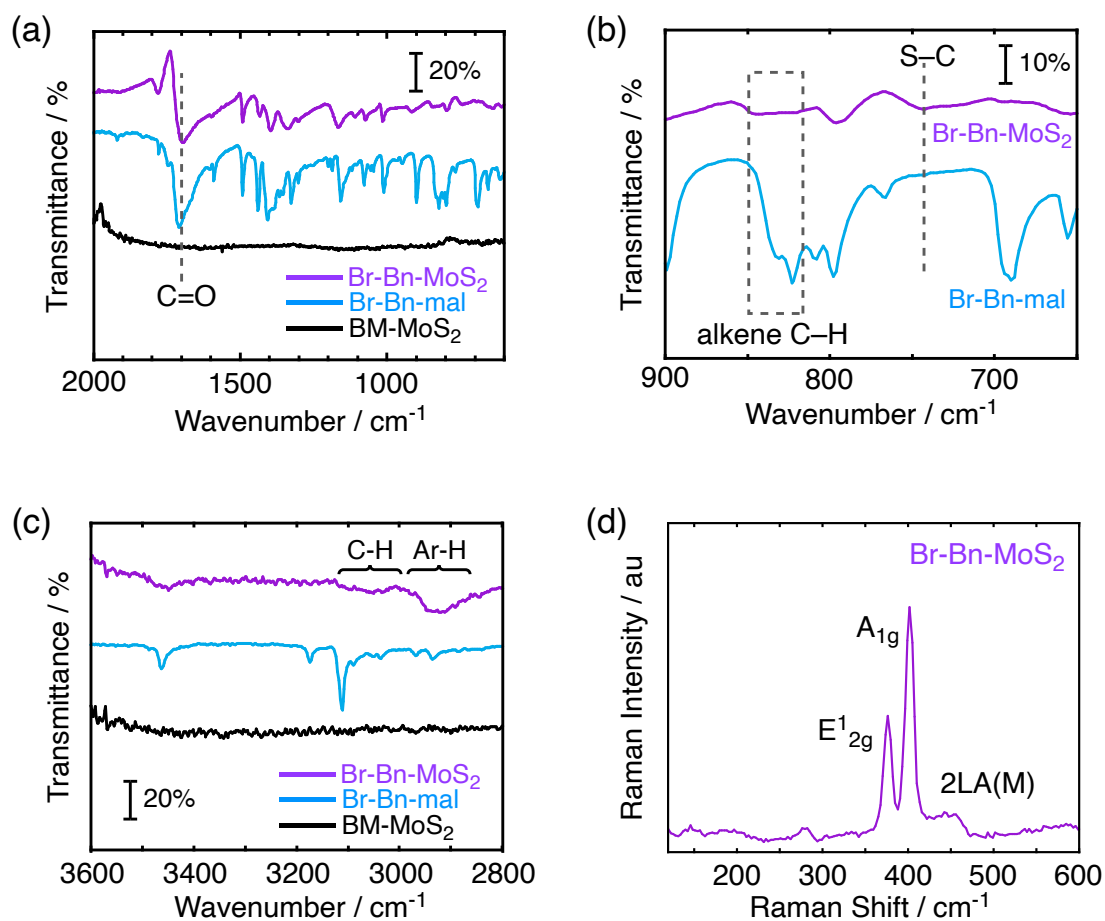 (a)
20%
Transmittance / %
C=O
Br-Bn-MoS₂
Br-Bn-mal
BM-MoS₂
2000 1500 1000
Wavenumber / cm⁻¹
(b)
S–C
10%
Transmittance / %
Br-Bn-MoS₂
Br-Bn-mal
alkene C–H
900 800 700
Wavenumber / cm⁻¹
(c)
C-H Ar-H
Transmittance / %
20%
Br-Bn-MoS₂
Br-Bn-mal
BM-MoS₂
3600 3400 3200 3000 2800
Wavenumber / cm⁻¹
(d)
Br-Bn-MoS₂
Raman Intensity / au
A₁g
E¹₂g
2LA(M)
200 300 400 500 600
Raman Shift / cm⁻¹